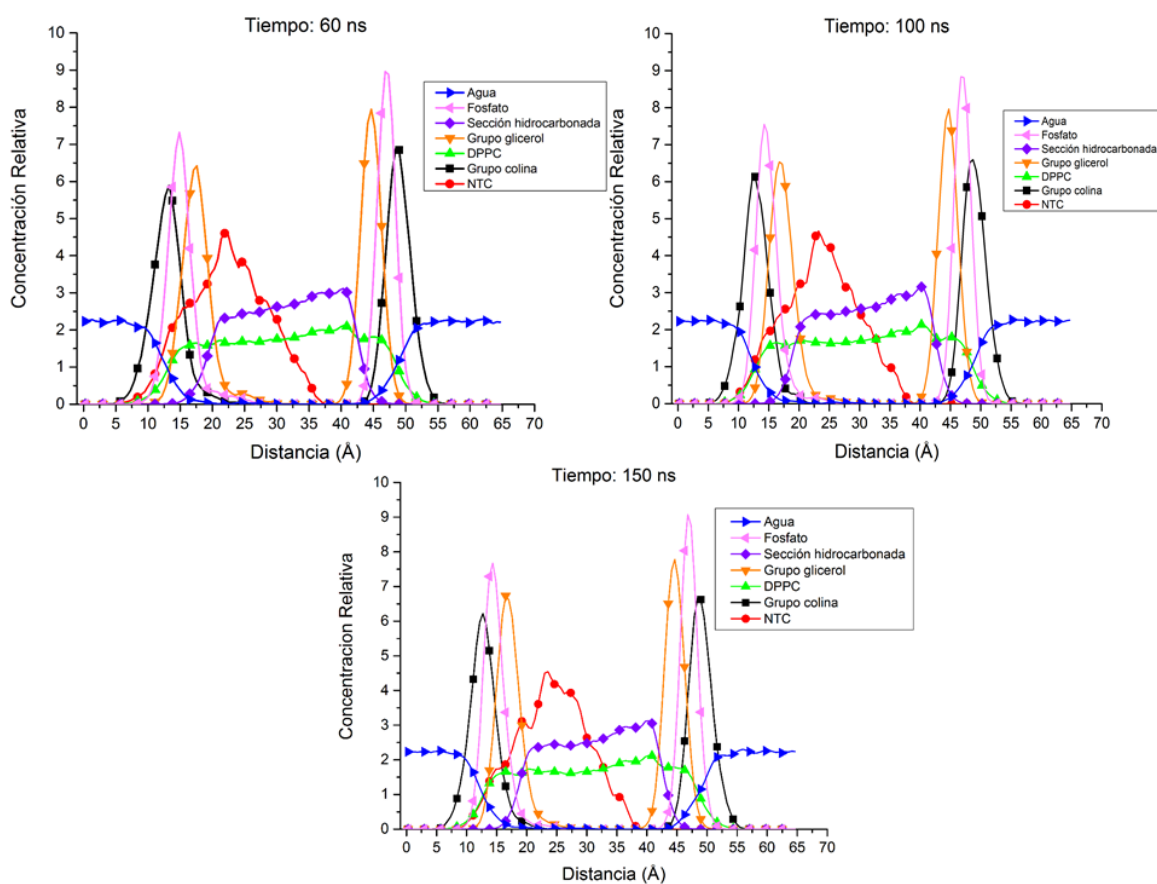 Tiempo: 60 ns
10
9
8
7
6
5
4
3
2
1
0
Concentración Relativa
Agua
Fosfato
Sección hidrocarbonada
Grupo glicerol
DPPC
Grupo colina
NTC
0 5 10 15 20 25 30 35 40 45 50 55 60 65 70
Distancia (Å)
Tiempo: 100 ns
10
9
8
7
6
5
4
3
2
1
0
Concentración Relativa
Agua
Fosfato
Sección hidrocarbonada
Grupo glicerol
DPPC
Grupo colina
NTC
0 5 10 15 20 25 30 35 40 45 50 55 60 65 70
Distancia (Å)
Tiempo: 150 ns
10
9
8
7
6
5
4
3
2
1
0
Concentracion Relativa
Agua
Fosfato
Sección hidrocarbonada
Grupo glicerol
DPPC
Grupo colina
NTC
0 5 10 15 20 25 30 35 40 45 50 55 60 65 70
Distancia (Å)